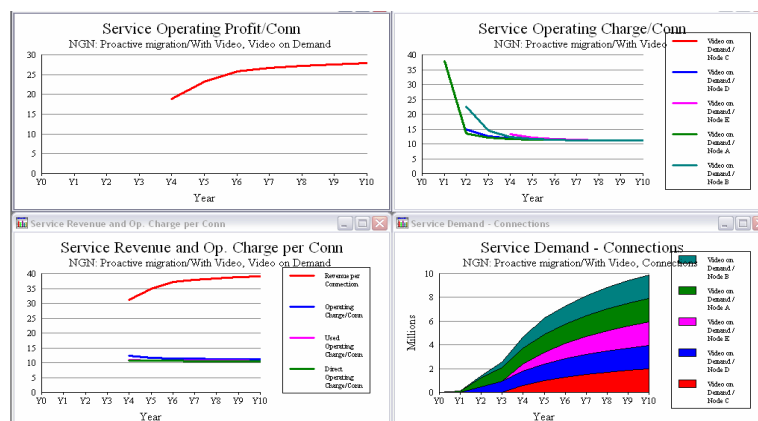 Service Operating Profit/Conn
NGN: Proactive migration/With Video, Video on Demand
30
25
20
15
10
5
0
Y0 Y1 Y2 Y3 Y4 Y5 Y6 Y7 Y8 Y9 Y10
Year
Service Operating Charge/Conn
NGN: Proactive migration/With Video
40
35
30
25
20
15
10
5
0
Y0 Y1 Y2 Y3 Y4 Y5 Y6 Y7 Y8 Y9 Y10
Year
Video on
Demand /
Node C
Video on
Demand /
Node D
Video on
Demand /
Node E
Video on
Demand /
Node A
Video on
Demand /
Node B
Service Revenue and Op. Charge per Conn
Service Revenue and Op. Charge per Conn
NGN: Proactive migration/With Video, Video on Demand
40
35
30
25
20
15
10
5
0
Y0 Y1 Y2 Y3 Y4 Y5 Y6 Y7 Y8 Y9 Y10
Year
Revenue per
Connection
Operating
Charge/Conn
Used
Operating
Charge/Conn
Direct
Operating
Charge/Conn
Service Demand - Connections
Service Demand - Connections
NGN: Proactive migration/With Video, Connections
10
8
6
4
2
0
Millions
Y0 Y1 Y2 Y3 Y4 Y5 Y6 Y7 Y8 Y9 Y10
Year
Video on
Demand /
Node B
Video on
Demand /
Node A
Video on
Demand /
Node E
Video on
Demand /
Node D
Video on
Demand /
Node C